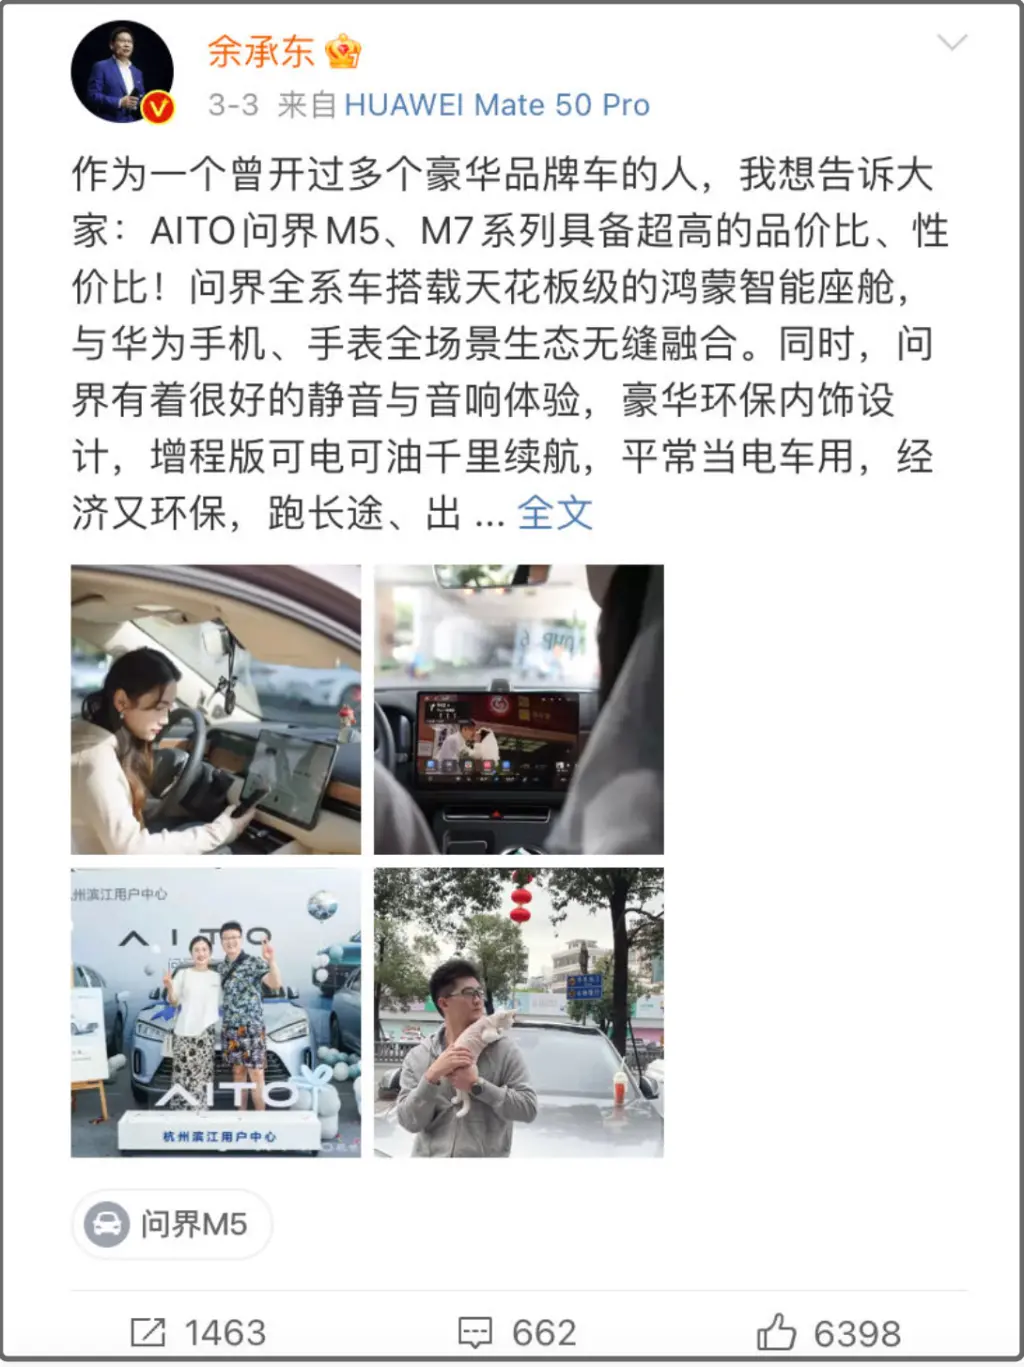 余承东
3-3 来自 HUAWEI Mate 50 Pro
作为一个曾开过多个豪华品牌车的人，我想告诉大
家：AITO问界M5、M7系列具备超高的品价比、性
价比！问界全系车搭载天花板级的鸿蒙智能座舱，
与华为手机、手表全场景生态无缝融合。同时，问
界有着很好的静音与音响体验，豪华环保内饰设
计，增程版可电可油千里续航，平常当电车用，经
济又环保，跑长途、出 ... 全文
州滨江用户中心
AITO
AITO
杭州滨江用户中心
问界M5
1463
662
6398